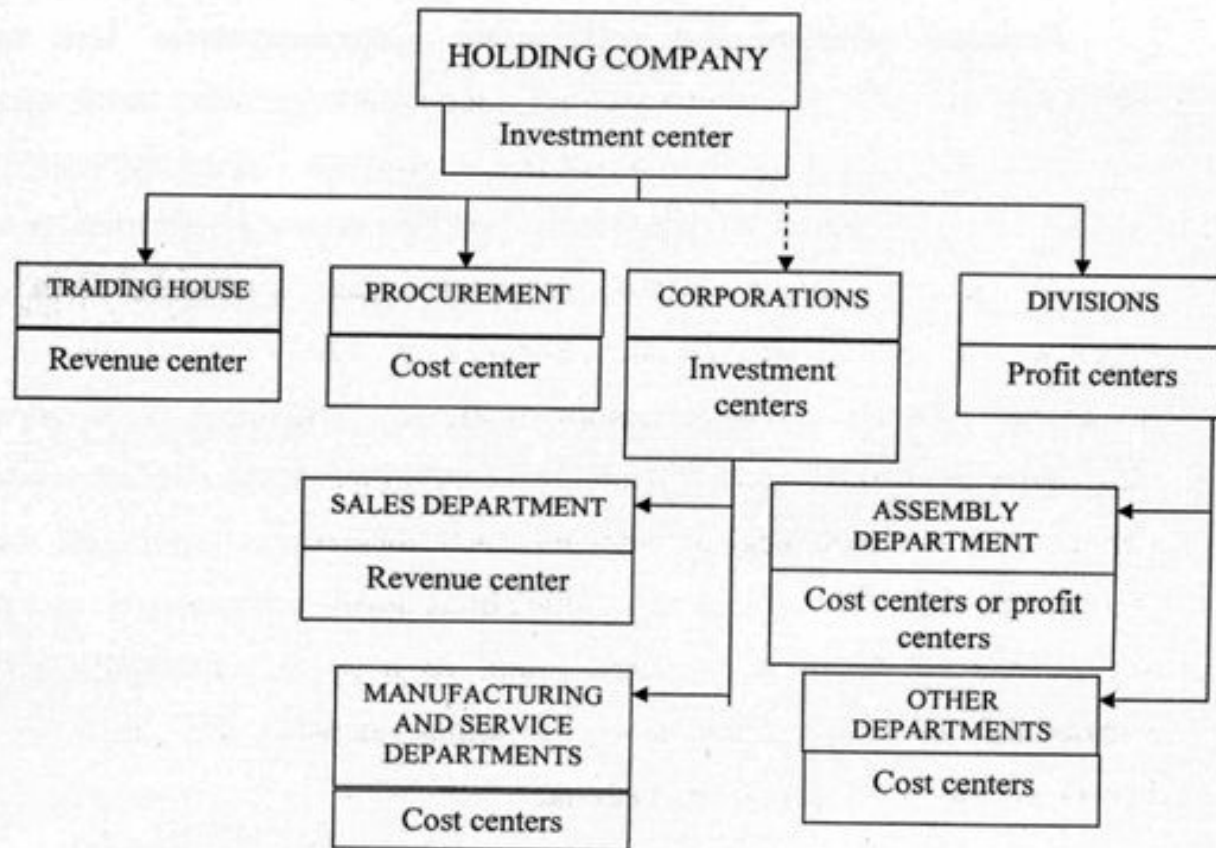 HOLDING COMPANY
Investment center
TRAIDING HOUSE
Revenue center
PROCUREMENT
Cost center
CORPORATIONS
Investment
centers
DIVISIONS
Profit centers
SALES DEPARTMENT
Revenue center
ASSEMBLY
DEPARTMENT
Cost centers or profit
centers
MANUFACTURING
AND SERVICE
DEPARTMENTS
Cost centers
OTHER
DEPARTMENTS
Cost centers